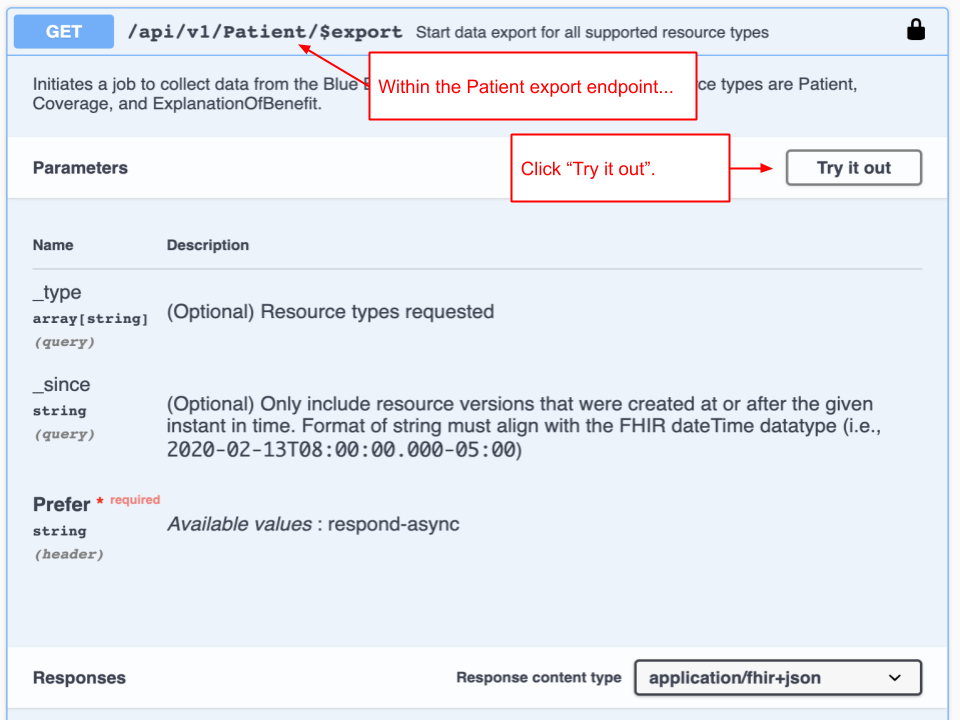 GET /api/v1/Patient/$export Start data export for all supported resource types
Initiates a job to collect data from the Blue ce types are Patient,
Coverage, and ExplanationOfBenefit.
Within the Patient export endpoint...
Parameters
Click “Try it out”.
Try it out
Name Description
_type
array[string]
(query)
(Optional) Resource types requested
_since
string
(query)
(Optional) Only include resource versions that were created at or after the given
instant in time. Format of string must align with the FHIR dateTime datatype (i.e.,
2020-02-13T08:00:00.000-05:00)
Prefer * required
string
(header)
Available values : respond-async
Responses
Response content type
application/fhir+json